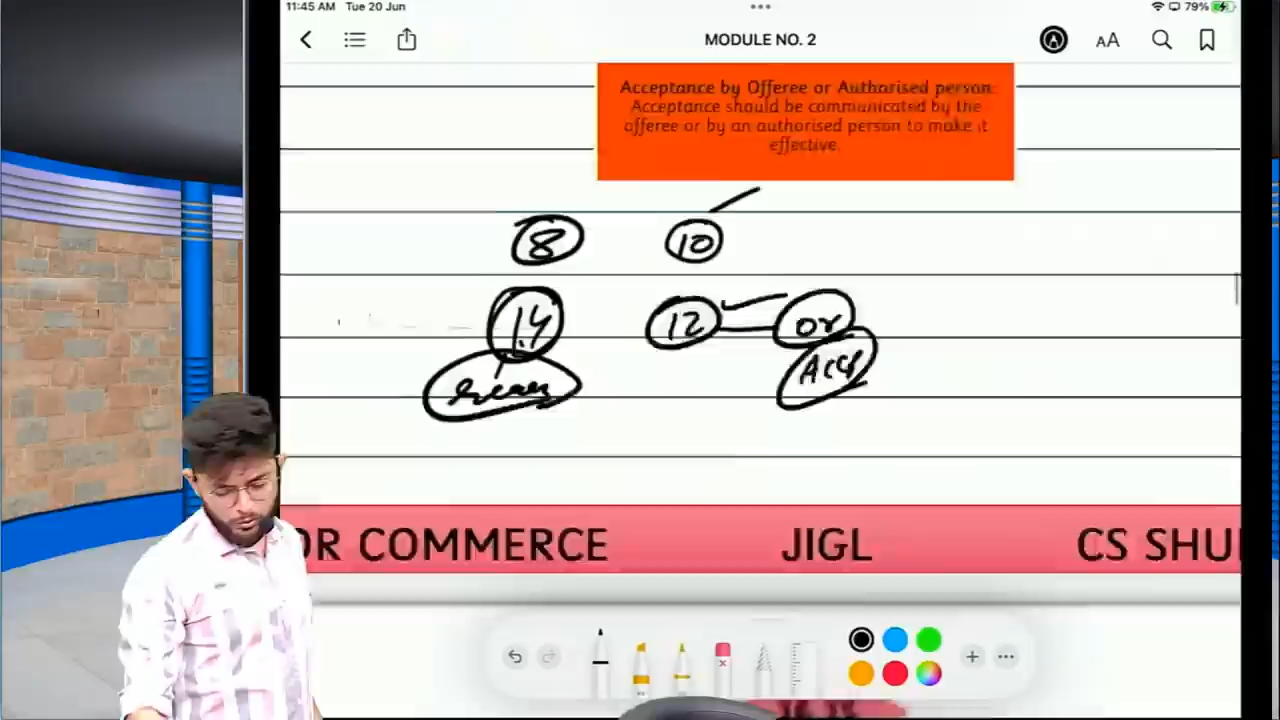 11:45 AM Tue 20 Jun
79%
MODULE NO. 2
AA
Acceptance by Offeree or Authorised person:
Acceptance should be communicated by the
offeree or by an authorised person to make it
effective.
8 10
14 12 or
OR COMMERCE JIGL CS SHU